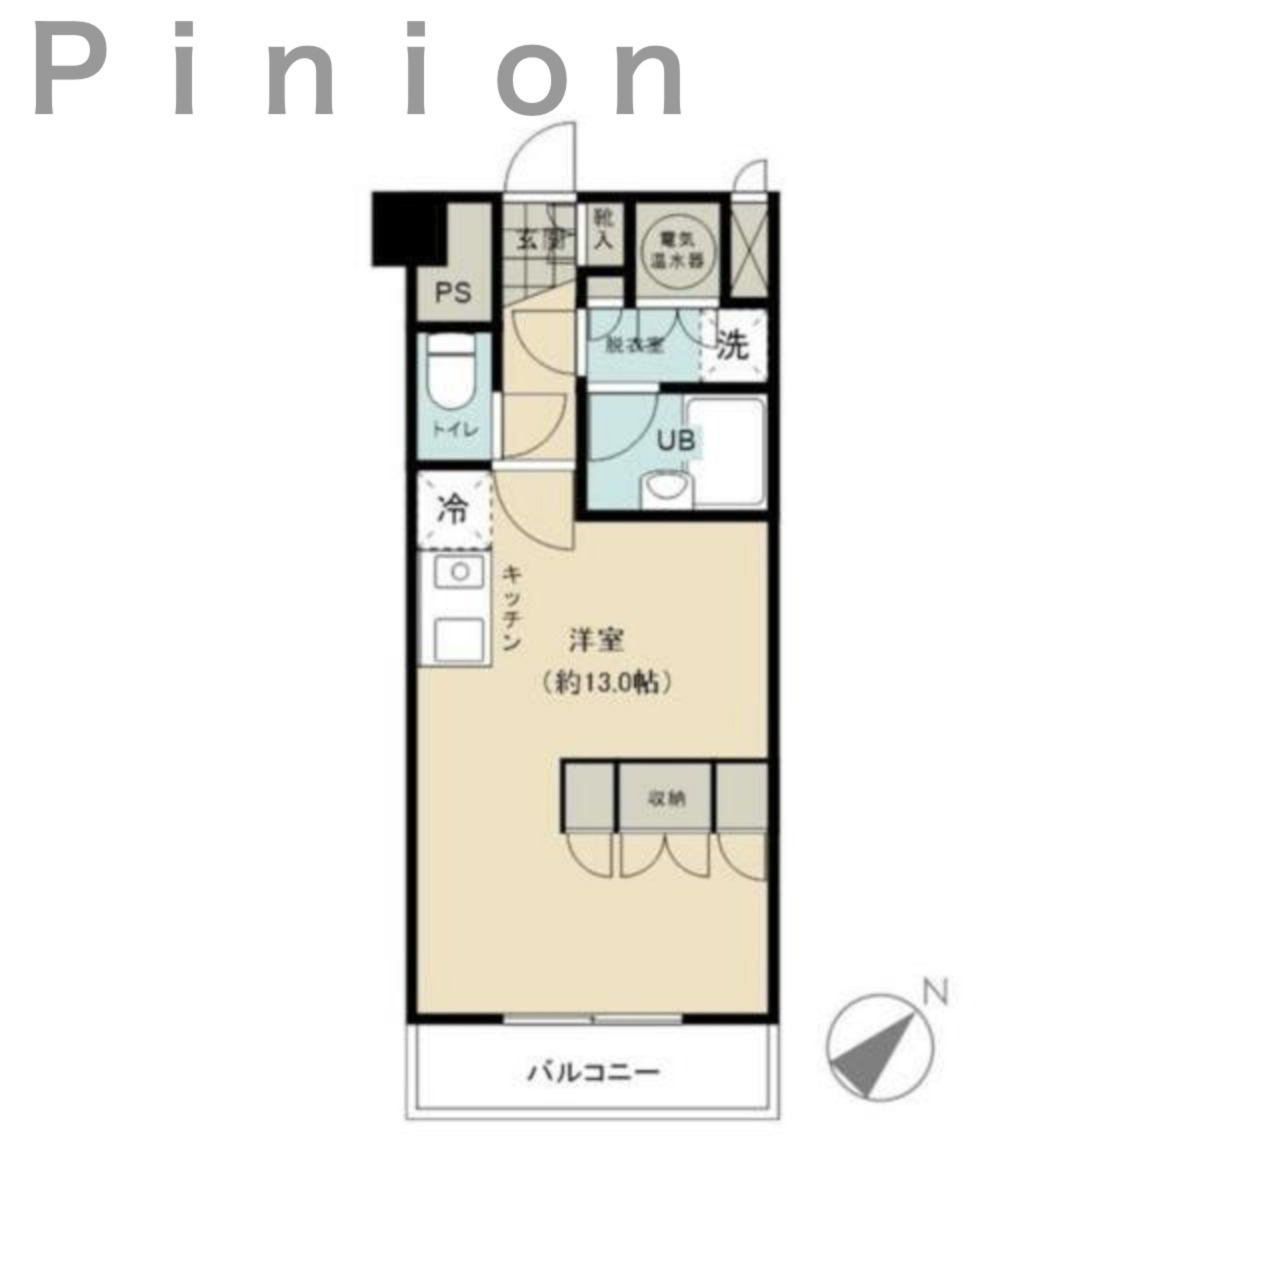 Pinion
玄関
靴
入
電気
温水器
PS
脱衣室
洗
トイレ
UB
冷
キッチン
洋室
（約13.0帖）
収納
N
バルコニー